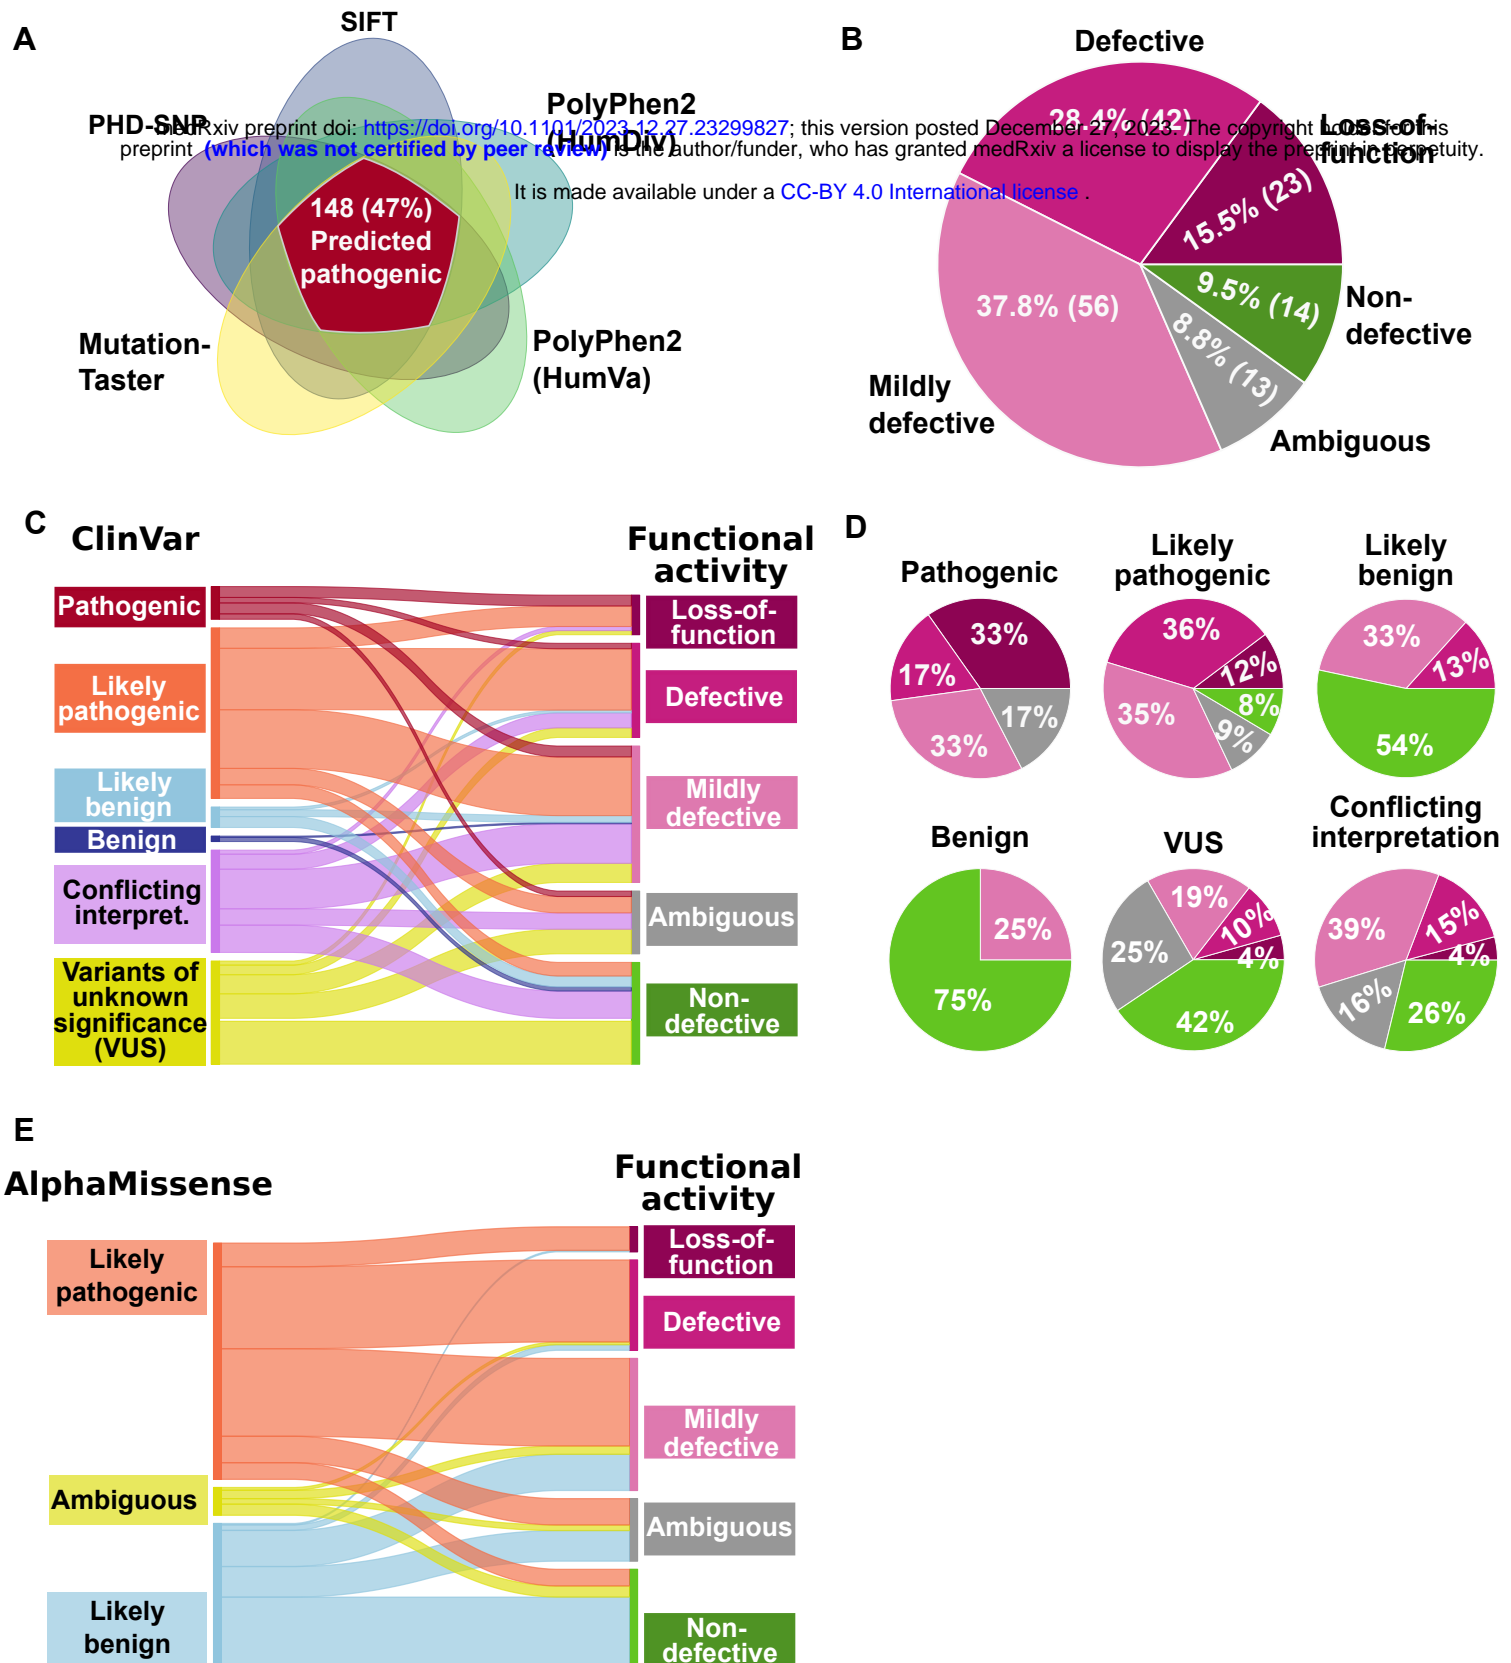 A
SIFT
PHD-SNP
PolyPhen2
(HumDiv)
148 (47%)
Predicted
pathogenic
Mutation-
Taster
PolyPhen2
(HumVa)
medRxiv preprint doi: https://doi.org/10.1101/2023.12.27.23299827; this version posted December 27, 2023. The copyright holder for this
preprint (which was not certified by peer review) is the author/funder, who has granted medRxiv a license to display the preprint in perpetuity.
It is made available under a CC-BY 4.0 International license .
B
Defective
28.4% (42)
Loss-of-
function
15.5% (23)
9.5% (14)
Non-
defective
37.8% (56)
8.8% (13)
Mildly
defective
Ambiguous
C
ClinVar
Functional
activity
Pathogenic
Likely
pathogenic
Likely
benign
Benign
Conflicting
interpret.
Variants of
unknown
significance
(VUS)
Loss-of-
function
Defective
Mildly
defective
Ambiguous
Non-
defective
D
Pathogenic
33%
17%
17%
33%
Likely
pathogenic
36%
12%
8%
35%
9%
Likely
benign
33%
13%
54%
Benign
25%
75%
VUS
19%
10%
4%
25%
42%
Conflicting
interpretation
39%
15%
4%
16%
26%
E
AlphaMissense
Functional
activity
Likely
pathogenic
Ambiguous
Likely
benign
Loss-of-
function
Defective
Mildly
defective
Ambiguous
Non-
defective